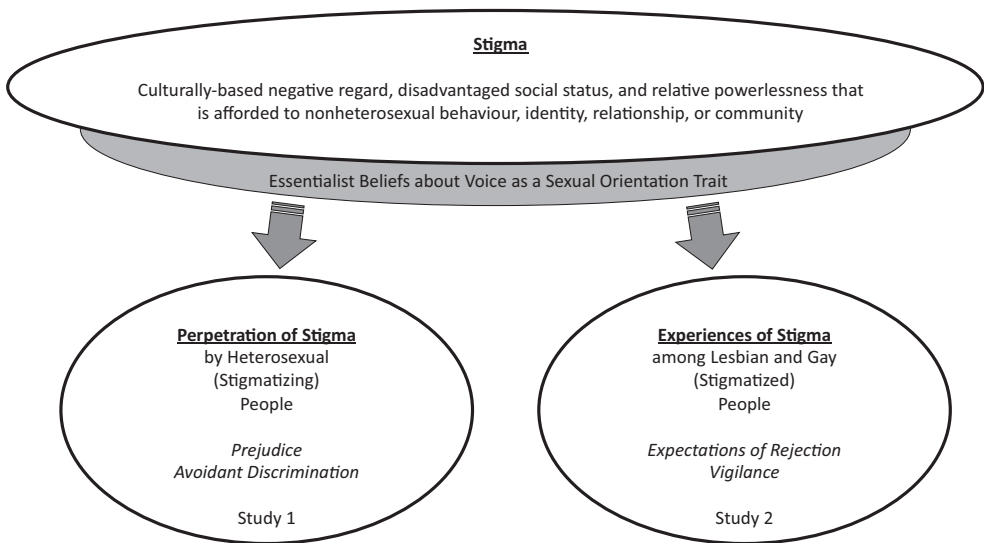 Stigma
Culturally-based negative regard, disadvantaged social status, and relative powerlessness that
is afforded to nonheterosexual behaviour, identity, relationship, or community
Essentialist Beliefs about Voice as a Sexual Orientation Trait
Perpetration of Stigma
by Heterosexual
(Stigmatizing)
People
Prejudice
Avoidant Discrimination
Study 1
Experiences of Stigma
among Lesbian and Gay
(Stigmatized)
People
Expectations of Rejection
Vigilance
Study 2